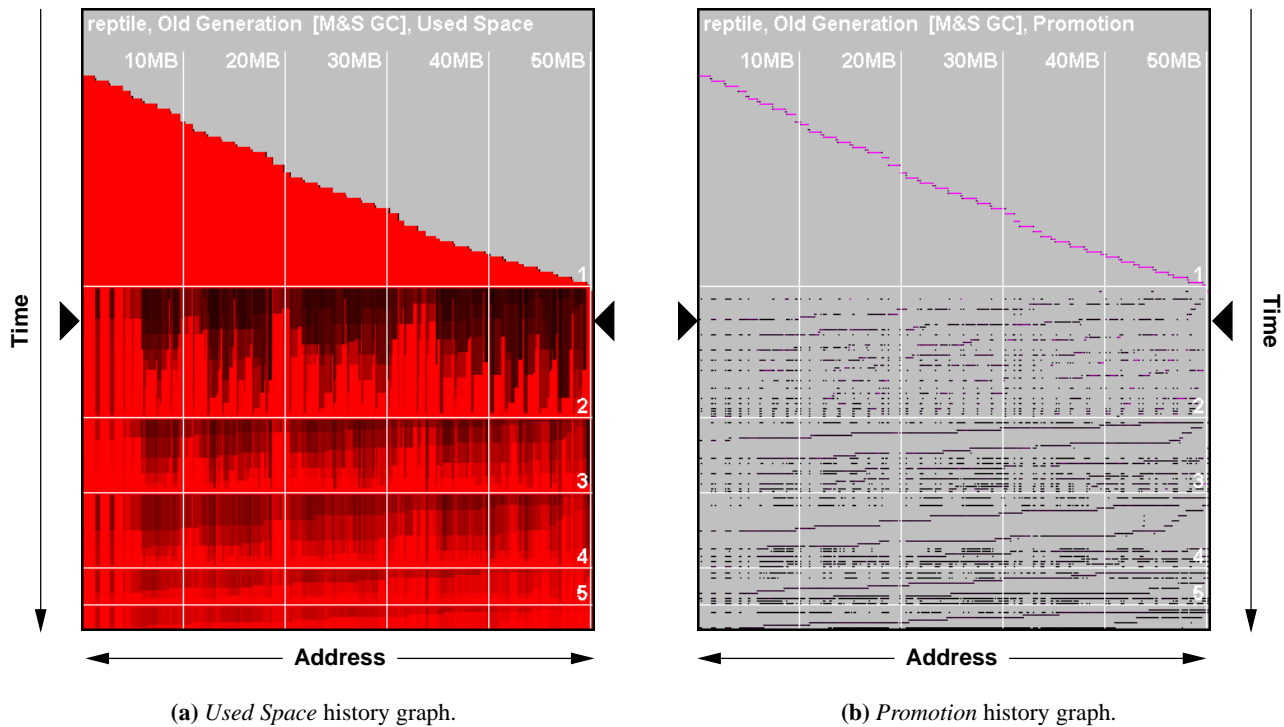 reptile, Old Generation [M&S GC], Used Space
10MB 20MB 30MB 40MB 50MB
1
2
3
4
5
Time
Time
Address
(a) Used Space history graph.
reptile, Old Generation [M&S GC], Promotion
10MB 20MB 30MB 40MB 50MB
1
2
3
4
5
Time
Address
(b) Promotion history graph.